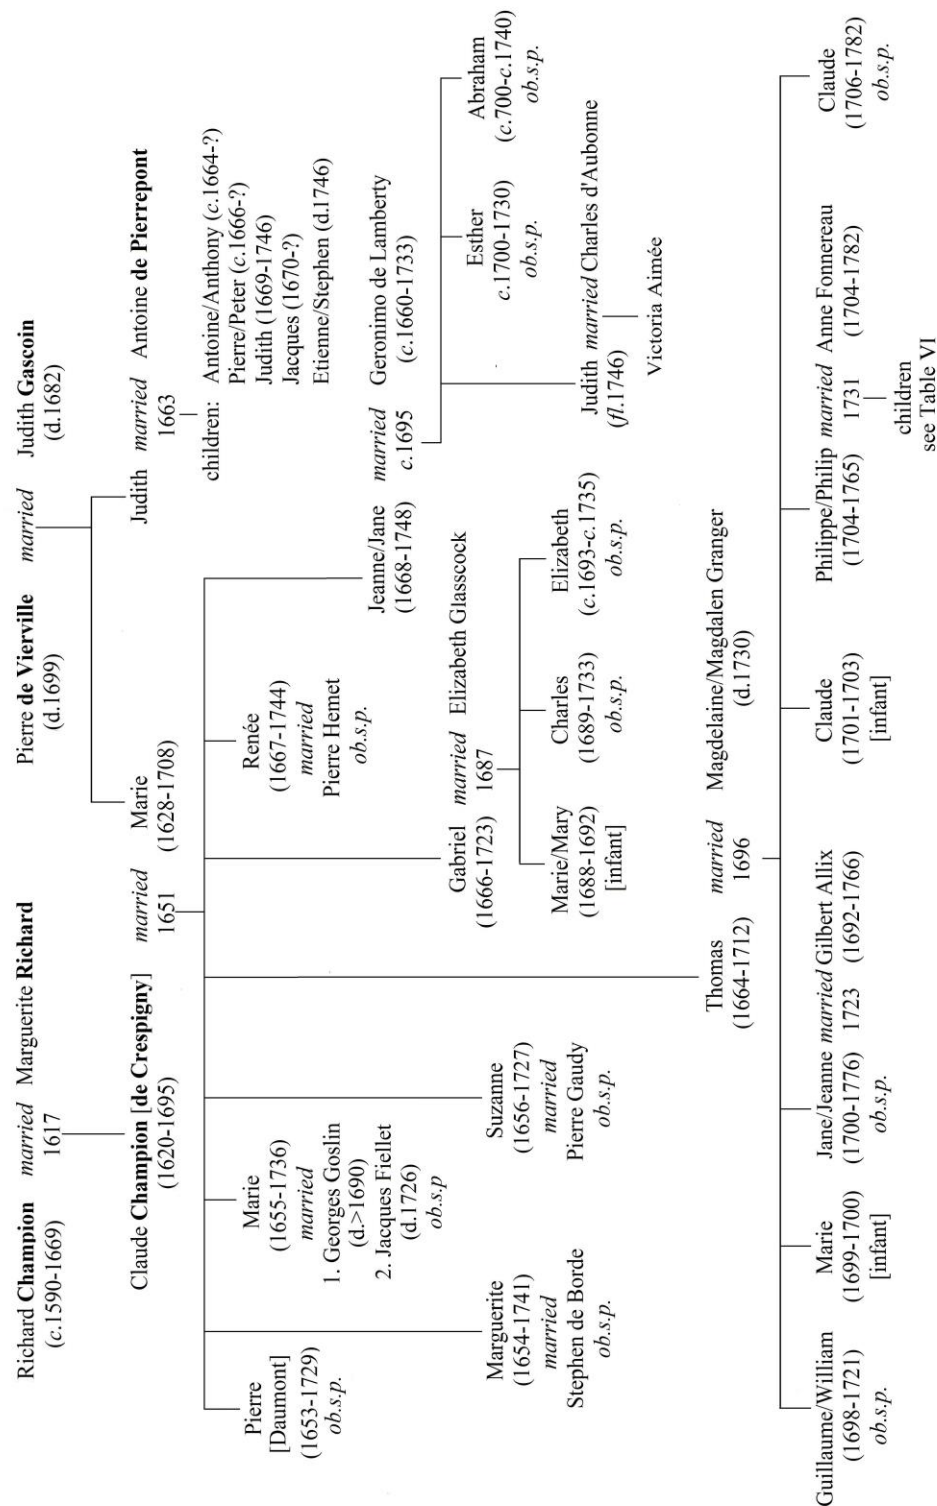 Richard Champion married Marguerite Richard
(c.1590-1669) 1617
Pierre de Vierville married Judith Gascoin
(d.1699) (d.1682)
Claude Champion [de Crespigny] married Marie
(1620-1695) 1651 (1628-1708)
Judith married Antoine de Pierrepont
1663
children: Antoine/Anthony (c.1664-?)
Pierre/Peter (c.1666-?)
Judith (1669-1746)
Jacques (1670-?)
Etienne/Stephen (d.1746)
Pierre
[Daumont]
(1653-1729)
ob.s.p.
Marie
(1655-1736)
married
1. Georges Goslin
(d.>1690)
2. Jacques Fiellet
(d.1726)
ob.s.p
Renée
(1667-1744)
married
Pierre Hemet
ob.s.p.
Jeanne/Jane married Geronimo de Lamberty
(1668-1748) c.1695 (c.1660-1733)
Marguerite
(1654-1741)
married
Stephen de Borde
ob.s.p.
Suzanne
(1656-1727)
married
Pierre Gaudy
ob.s.p.
Gabriel married Elizabeth Glasscock
(1666-1723) 1687
Marie/Mary
(1688-1692)
[infant]
Charles
(1689-1733)
ob.s.p.
Elizabeth
(c.1693-c.1735)
ob.s.p.
Esther
c.1700-1730)
ob.s.p.
Abraham
(c.700-c.1740)
ob.s.p.
Judith married Charles d'Aubonne
(fl.1746)
Victoria Aimée
Thomas married Magdelaine/Magdalen Granger
(1664-1712) 1696 (d.1730)
Guillaume/William
(1698-1721)
ob.s.p.
Marie
(1699-1700)
[infant]
Jane/Jeanne married Gilbert Allix
(1700-1776) 1723 (1692-1766)
ob.s.p.
Claude
(1701-1703)
[infant]
Philippe/Philip married Anne Fonnereau
(1704-1765) 1731 (1704-1782)
children
see Table VI
Claude
(1706-1782)
ob.s.p.